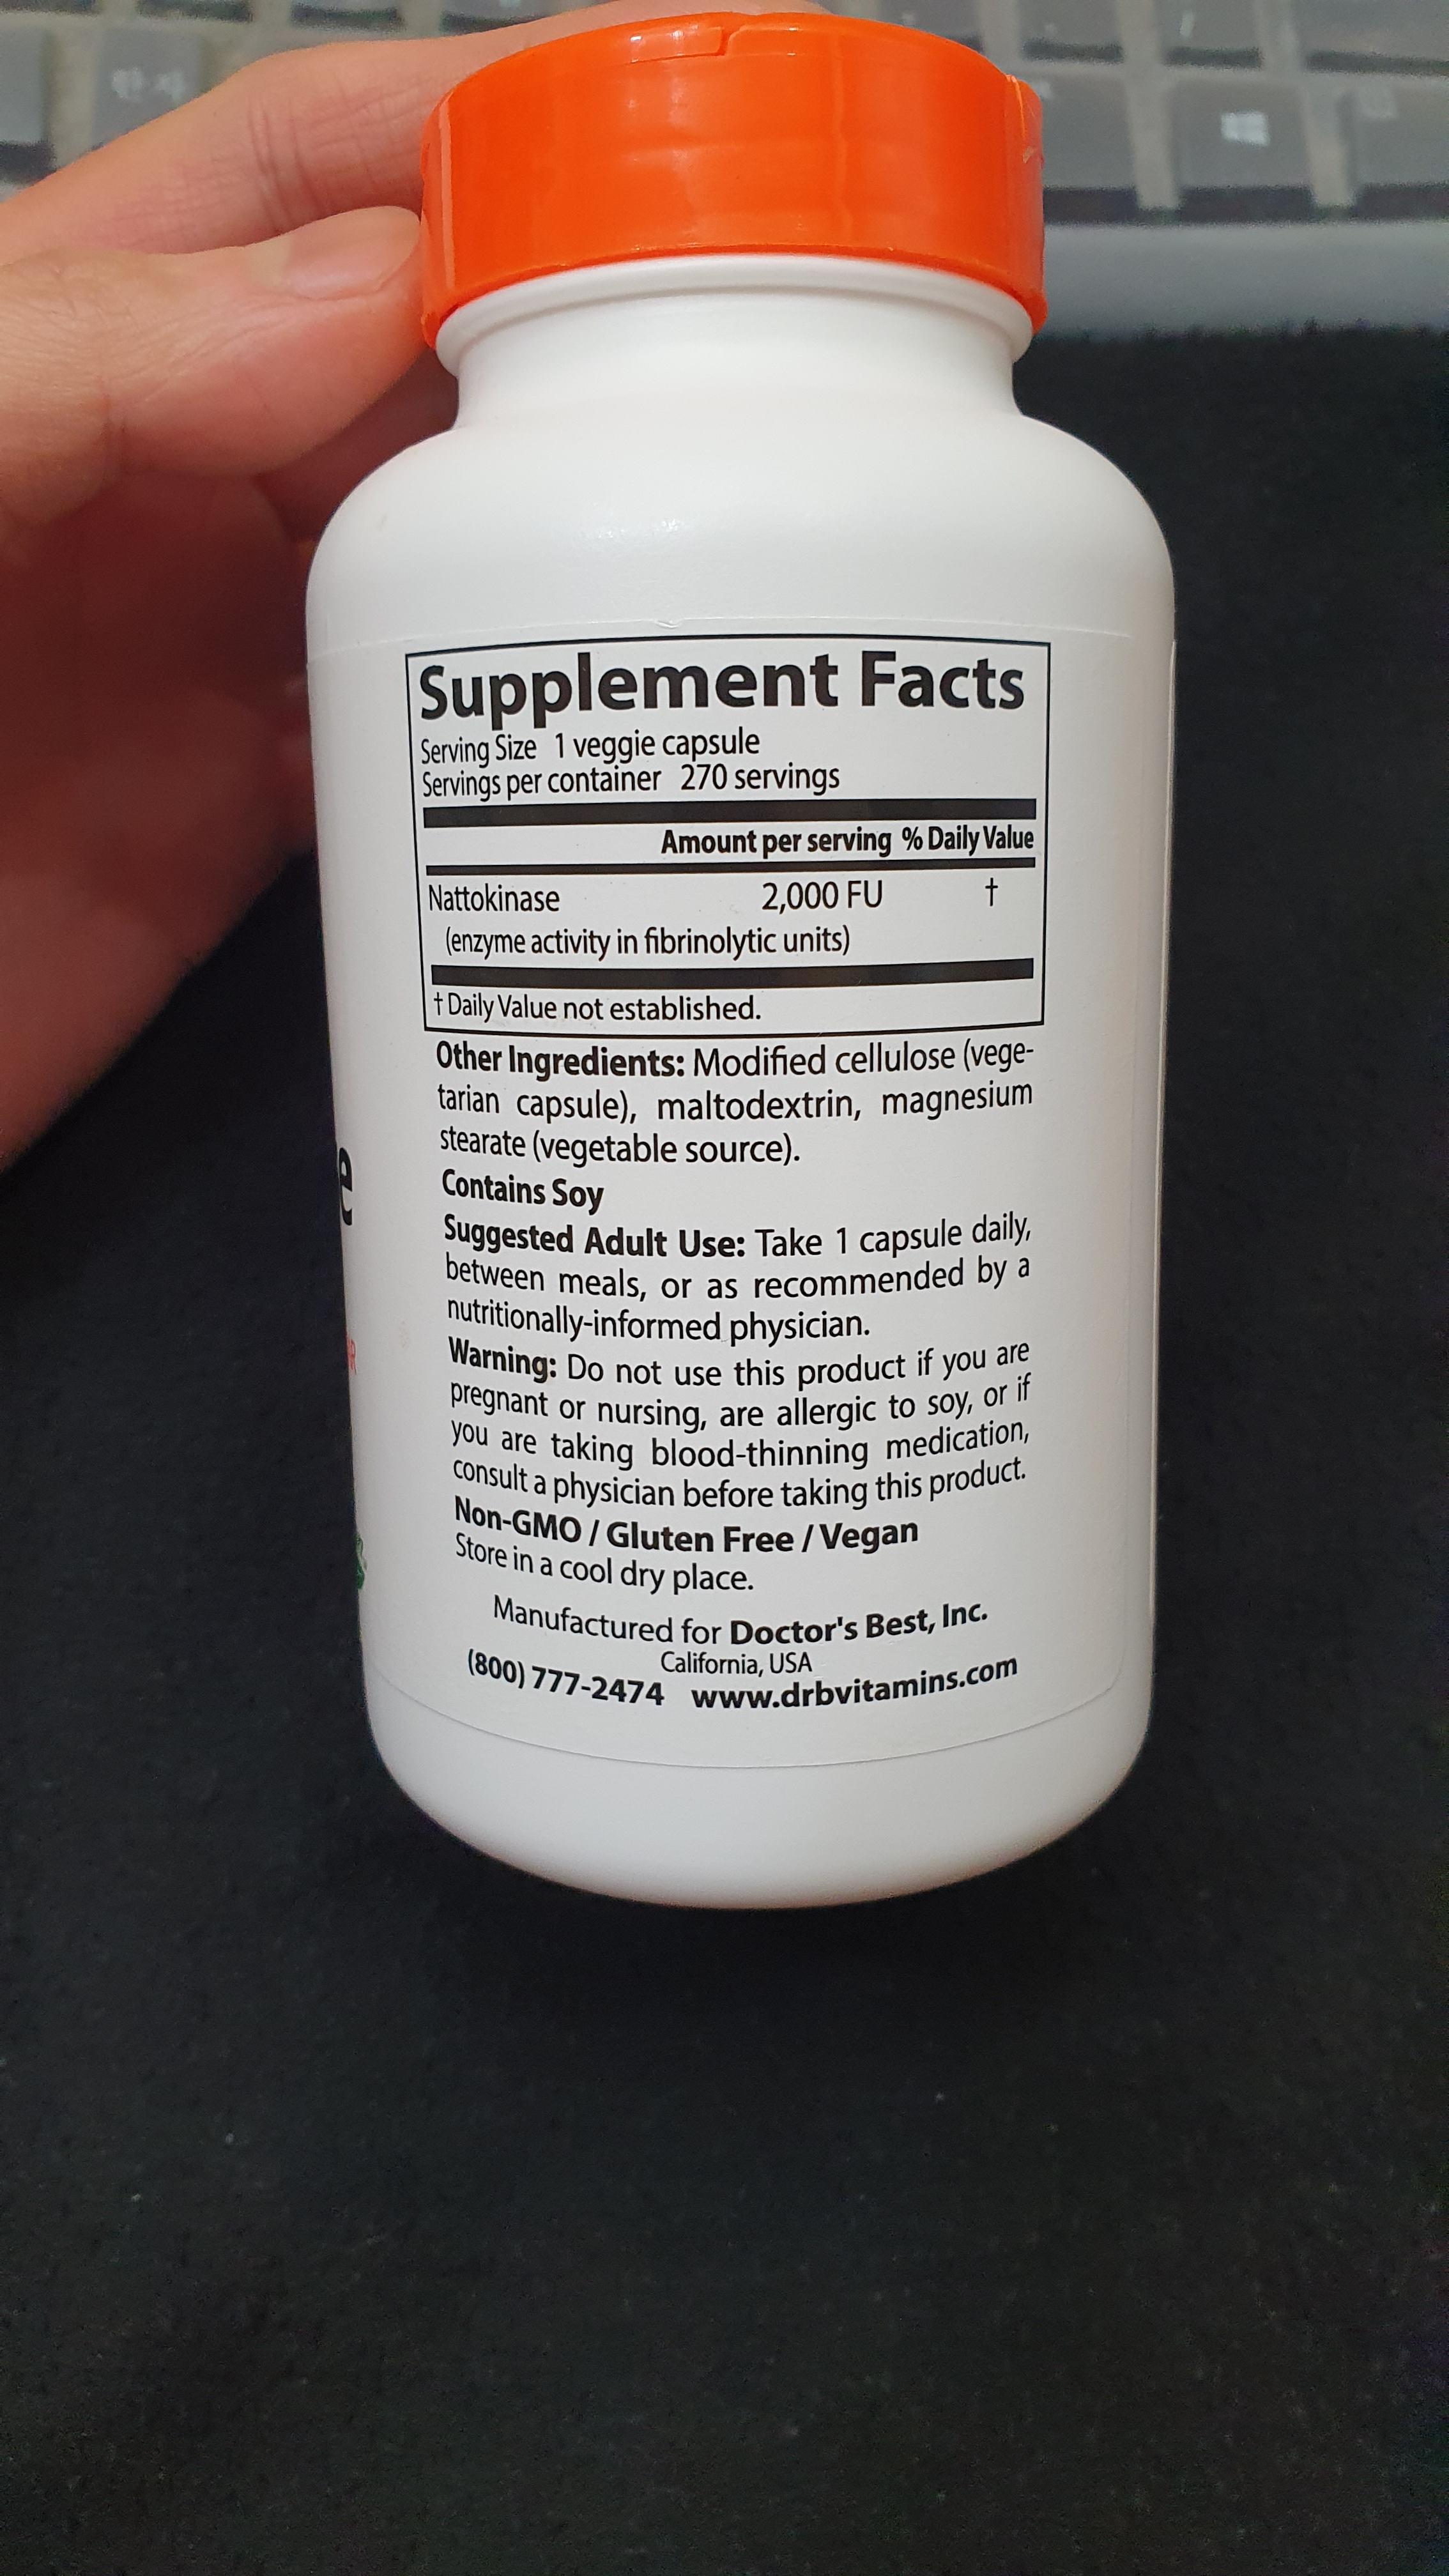 Supplement Facts
Serving Size 1 veggie capsule
Servings per container 270 servings
Amount per serving % Daily Value
Nattokinase 2,000 FU †
(enzyme activity in fibrinolytic units)
† Daily Value not established.
Other Ingredients: Modified cellulose (vege-
tarian capsule), maltodextrin, magnesium
stearate (vegetable source).
Contains Soy
Suggested Adult Use: Take 1 capsule daily,
between meals, or as recommended by a
nutritionally-informed physician.
Warning: Do not use this product if you are
pregnant or nursing, are allergic to soy, or if
you are taking blood-thinning medication,
consult a physician before taking this product.
Non-GMO / Gluten Free / Vegan
Store in a cool dry place.
Manufactured for Doctor's Best, Inc.
California, USA
(800) 777-2474 www.drbvitamins.com